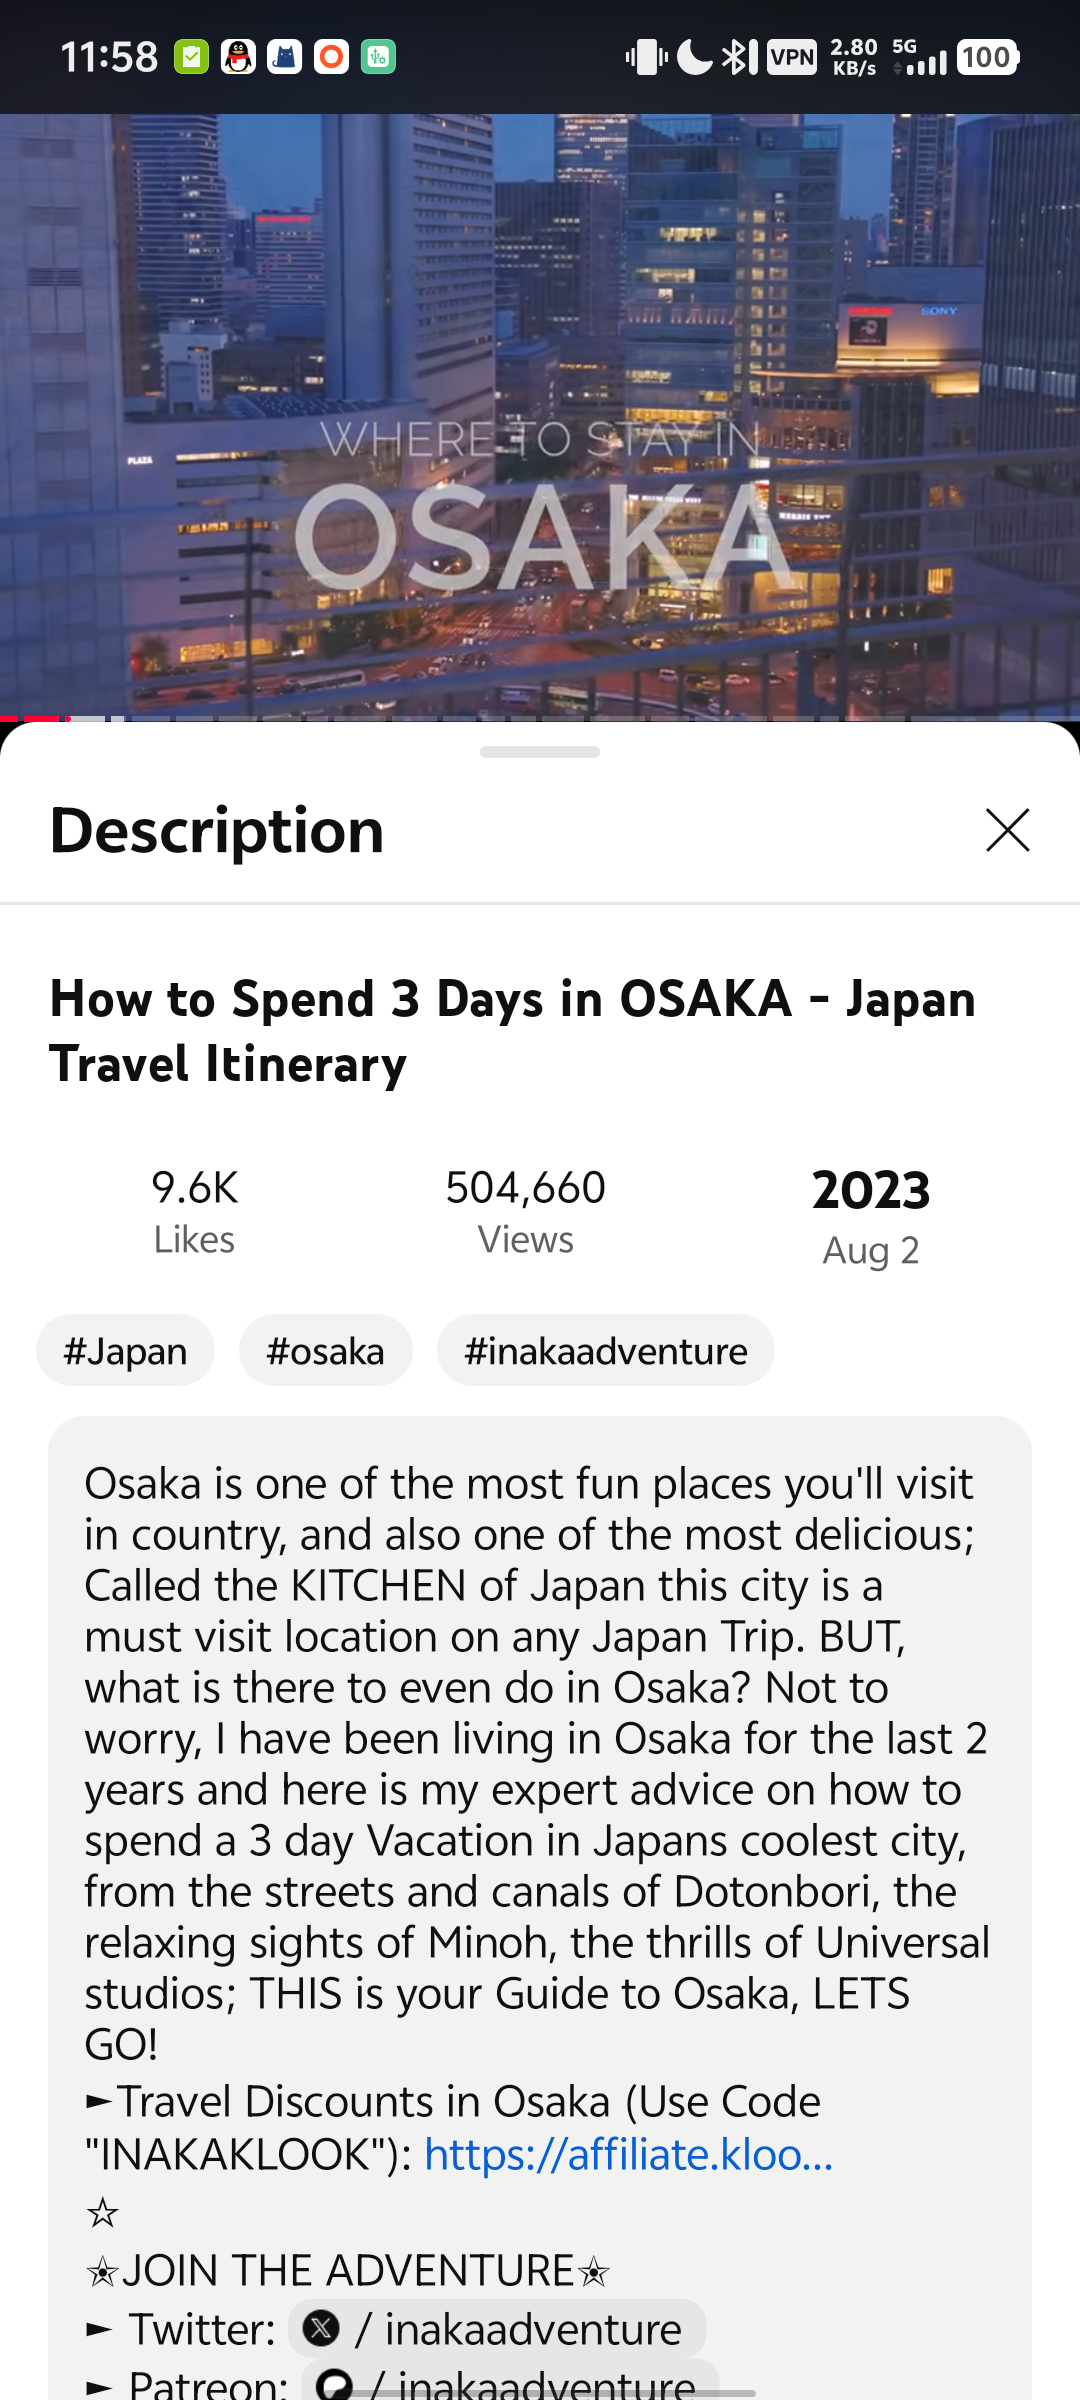 11:58
VPN
2.80
KB/s
5G
100
SONY
PLAZA
WHERE TO STAY IN
OSAKA
Description
How to Spend 3 Days in OSAKA - Japan
Travel Itinerary
9.6K
504,660
2023
Likes
Views
Aug 2
#Japan
#osaka
#inakaadventure
Osaka is one of the most fun places you'll visit
in country, and also one of the most delicious;
Called the KITCHEN of Japan this city is a
must visit location on any Japan Trip. BUT,
what is there to even do in Osaka? Not to
worry, I have been living in Osaka for the last 2
years and here is my expert advice on how to
spend a 3 day Vacation in Japans coolest city,
from the streets and canals of Dotonbori, the
relaxing sights of Minoh, the thrills of Universal
studios; THIS is your Guide to Osaka, LETS
GO!
►Travel Discounts in Osaka (Use Code
"INAKAKLOOK"): https://affiliate.kloo...
☆
✭JOIN THE ADVENTURE✭
► Twitter: / inakaadventure
► Patreon: / inakaadventure